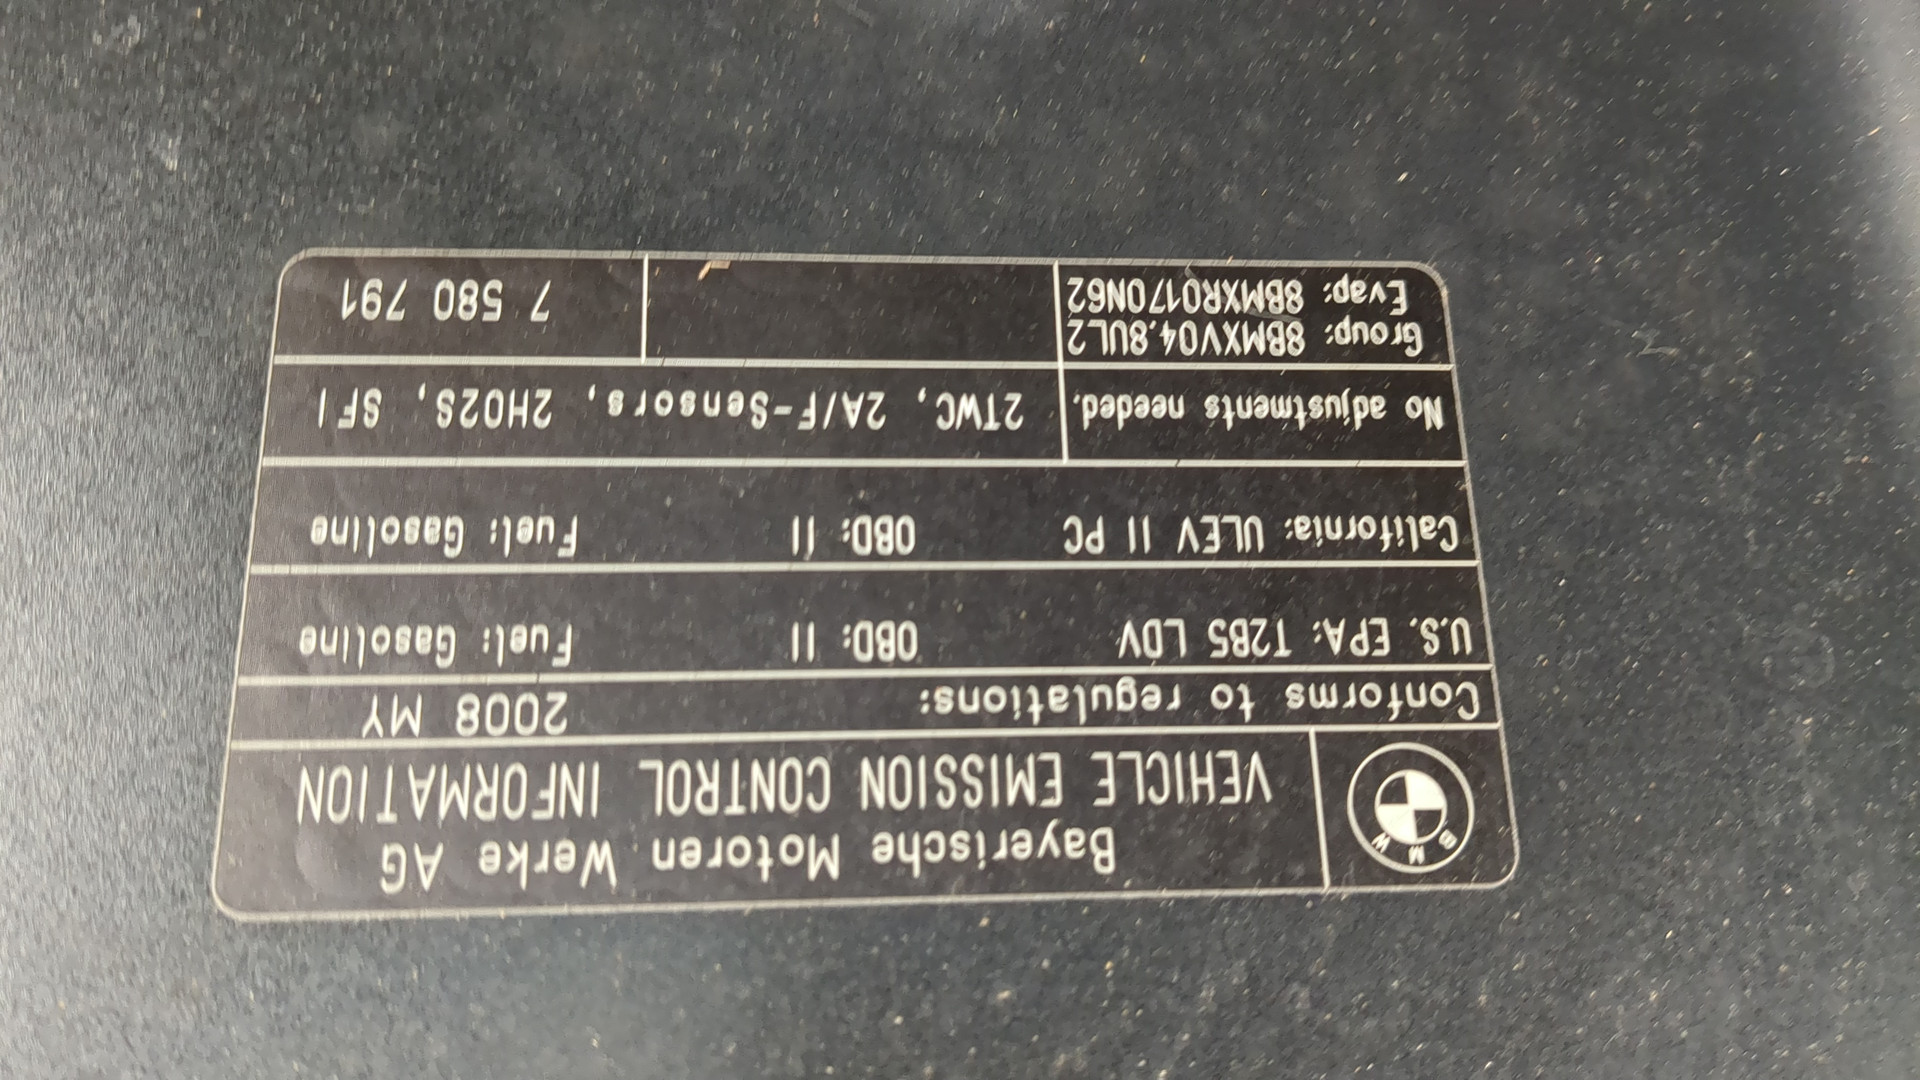 BMW
Bayerische Motoren Werke AG
VEHICLE EMISSION CONTROL INFORMATION
Conforms to regulations: 2008 MY
U.S. EPA: T2B5 LDV OBD: II Fuel: Gasoline
California: ULEV II PC OBD: II Fuel: Gasoline
No adjustments needed. 2TWC, 2A/F-Sensors, 2HO2S, SFI
Group: 8BMXV04.8UL2
Evap: 8BMXR0170N62
7 580 791